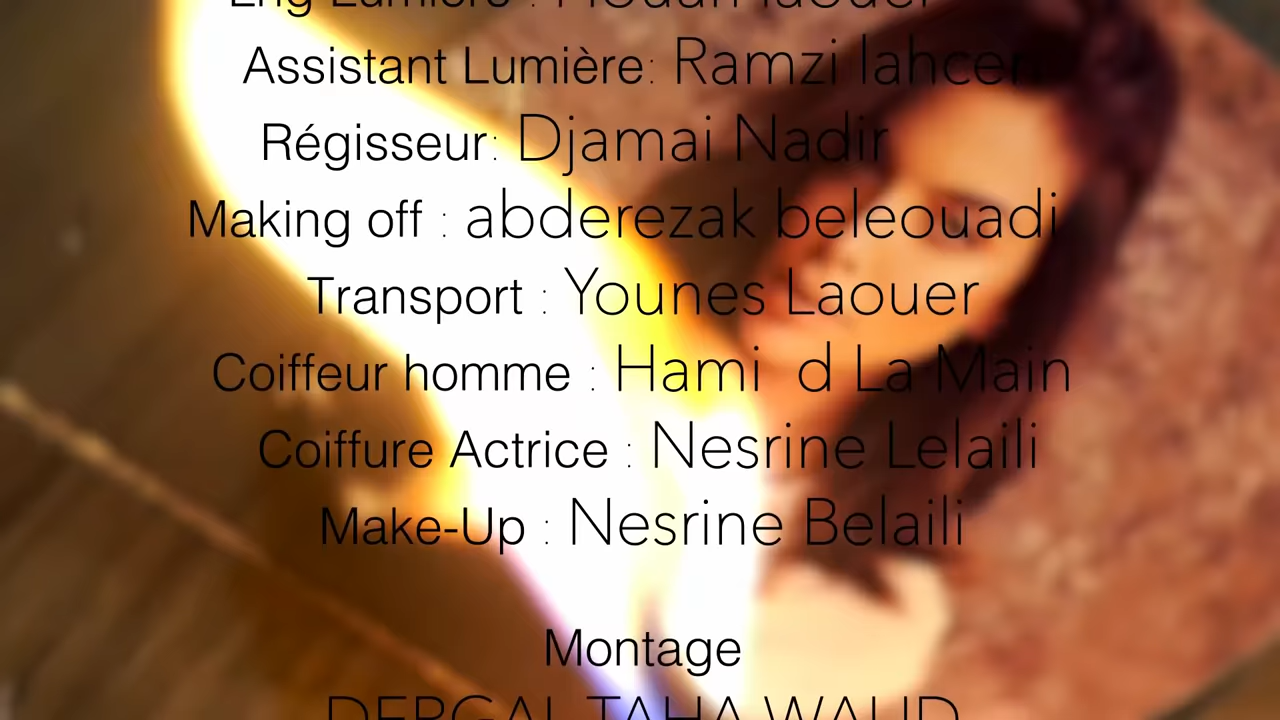 Assistant Lumière: Ramzi lahcen
Régisseur: Djamai Nadir
Making off : abderezak beleouadi
Transport : Younes Laouer
Coiffeur homme : Hami d La Main
Coiffure Actrice : Nesrine Lelaili
Make-Up : Nesrine Belaili
Montage
TAHA